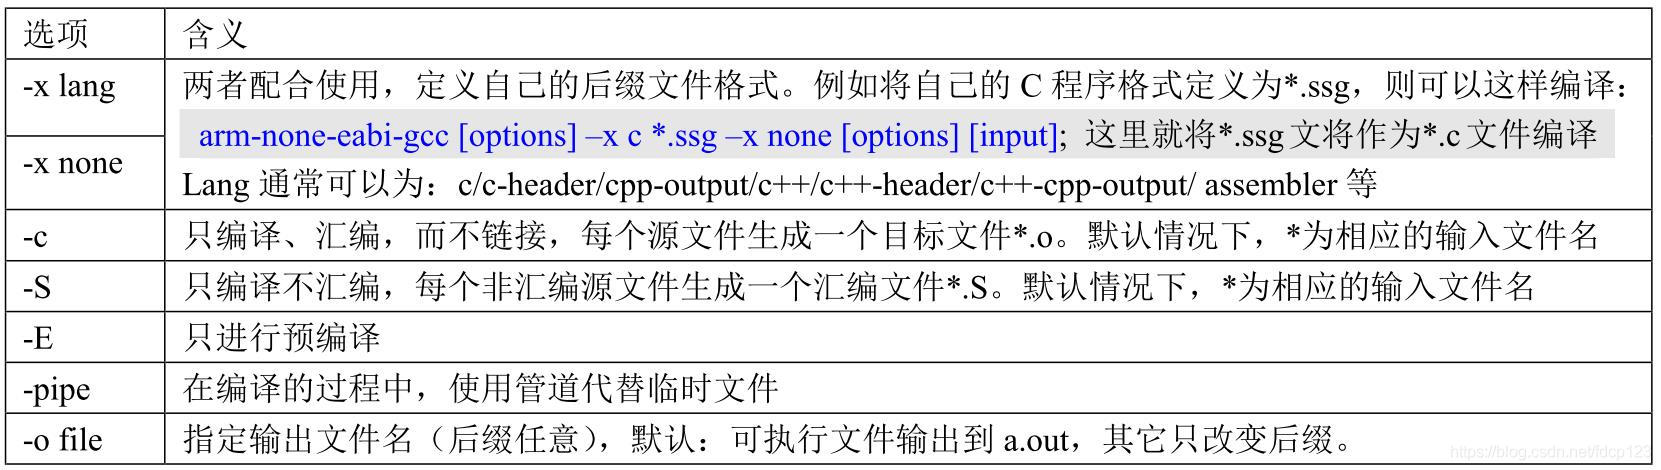 选项 含义
-x lang 两者配合使用，定义自己的后缀文件格式。例如将自己的 C 程序格式定义为*.ssg，则可以这样编译：
arm-none-eabi-gcc [options] –x c *.ssg –x none [options] [input]; 这里就将*.ssg 文将作为*.c 文件编译
-x none
Lang 通常可以为：c/c-header/cpp-output/c++/c++-header/c++-cpp-output/ assembler 等
-c 只编译、汇编，而不链接，每个源文件生成一个目标文件*.o。默认情况下，*为相应的输入文件名
-S 只编译不汇编，每个非汇编源文件生成一个汇编文件*.S。默认情况下，*为相应的输入文件名
-E 只进行预编译
-pipe 在编译的过程中，使用管道代替临时文件
-o file 指定输出文件名（后缀任意），默认：可执行文件输出到 a.out，其它只改变后缀。
https://blog.csdn.net/fdcp123